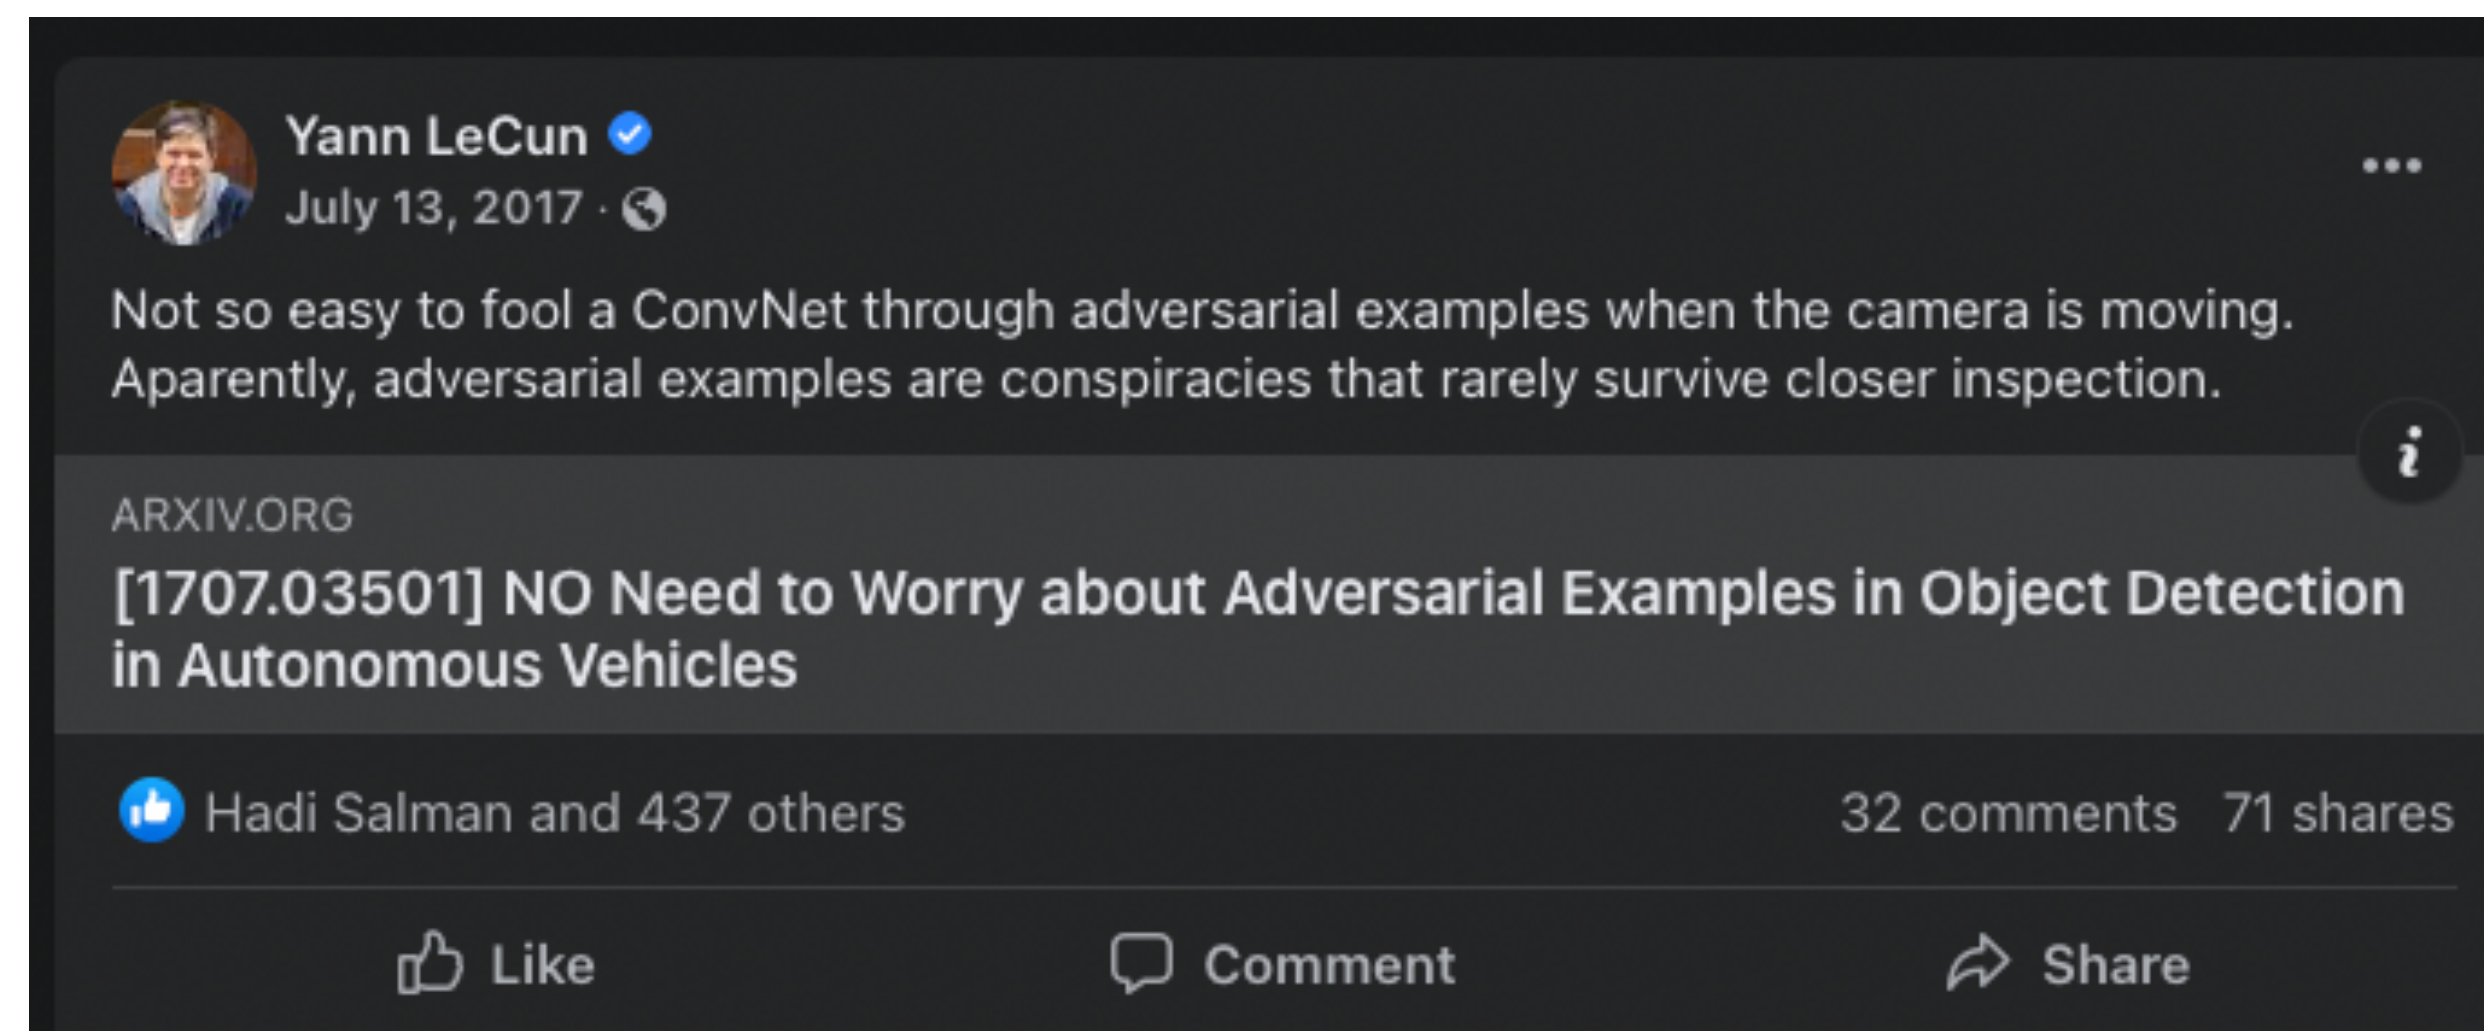 Yann LeCun
July 13, 2017 ·
Not so easy to fool a ConvNet through adversarial examples when the camera is moving.
Aparently, adversarial examples are conspiracies that rarely survive closer inspection.
i
ARXIV.ORG
[1707.03501] NO Need to Worry about Adversarial Examples in Object Detection
in Autonomous Vehicles
Hadi Salman and 437 others 32 comments 71 shares
Like Comment Share